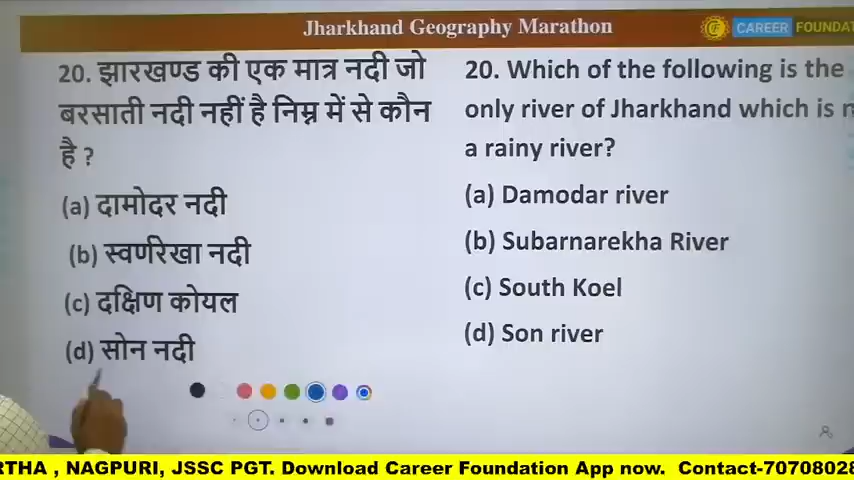 Jharkhand Geography Marathon
CAREER FOUNDAT
20. झारखण्ड की एक मात्र नदी जो
बरसाती नदी नहीं है निम्न में से कौन
है ?
(a) दामोदर नदी
(b) स्वर्णरेखा नदी
(c) दक्षिण कोयल
(d) सोन नदी
20. Which of the following is the
only river of Jharkhand which is n
a rainy river?
(a) Damodar river
(b) Subarnarekha River
(c) South Koel
(d) Son river
RTHA , NAGPURI, JSSC PGT. Download Career Foundation App now. Contact-70708028